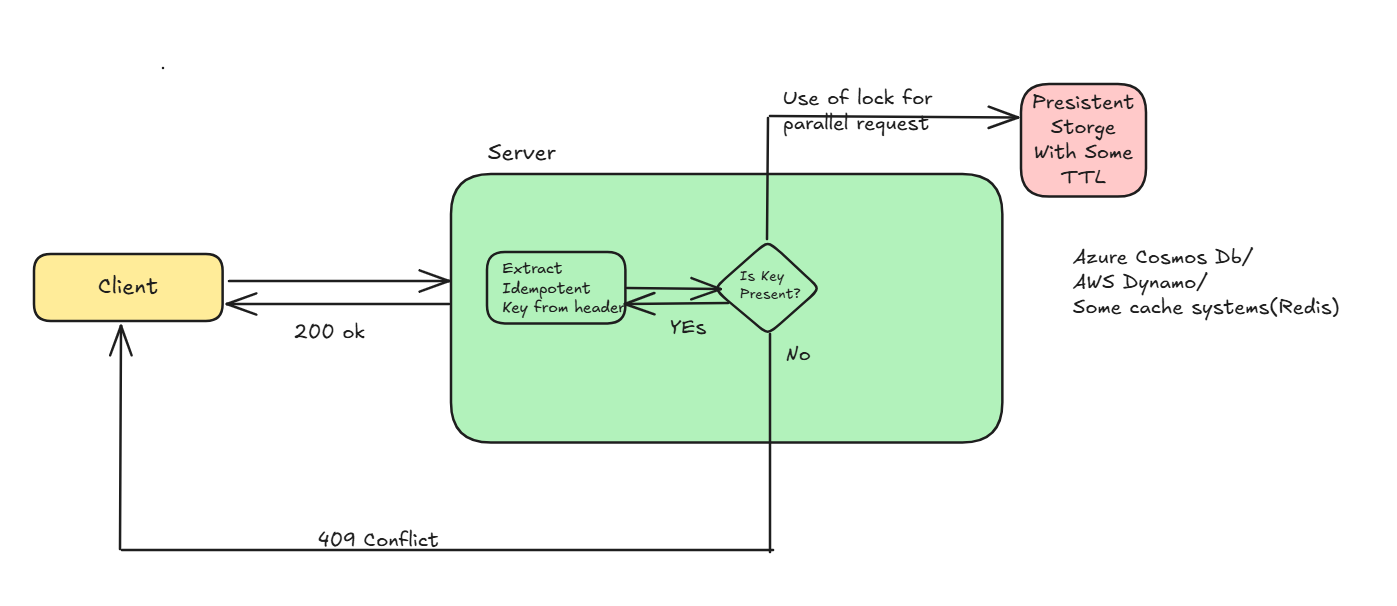 Use of lock for
parallel request
Presistent
Storge
With Some
TTL
Server
Client
200 ok
Extract
Idempotent
Key from header
Is Key
Present?
YEs
No
Azure Cosmos Db/
AWS Dynamo/
Some cache systems(Redis)
409 Conflict